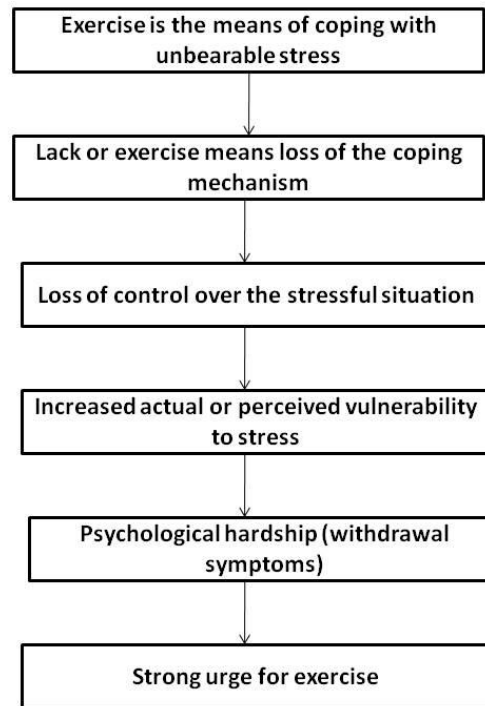 Exercise is the means of coping with
unbearable stress
Lack or exercise means loss of the coping
mechanism
Loss of control over the stressful situation
Increased actual or perceived vulnerability
to stress
Psychological hardship (withdrawal
symptoms)
Strong urge for exercise